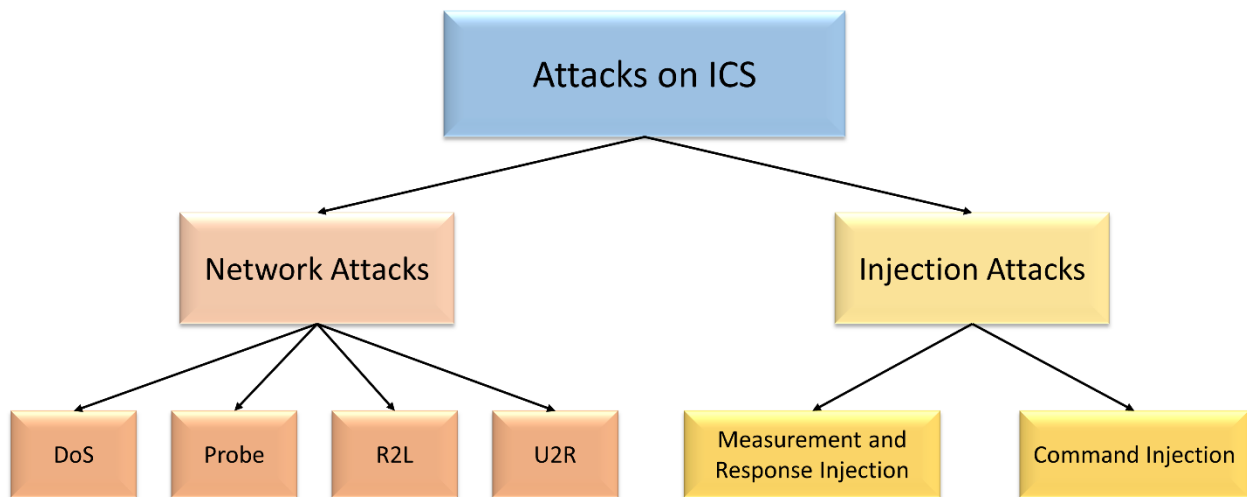 Attacks on ICS
Network Attacks
Injection Attacks
DoS
Probe
R2L
U2R
Measurement and
Response Injection
Command Injection